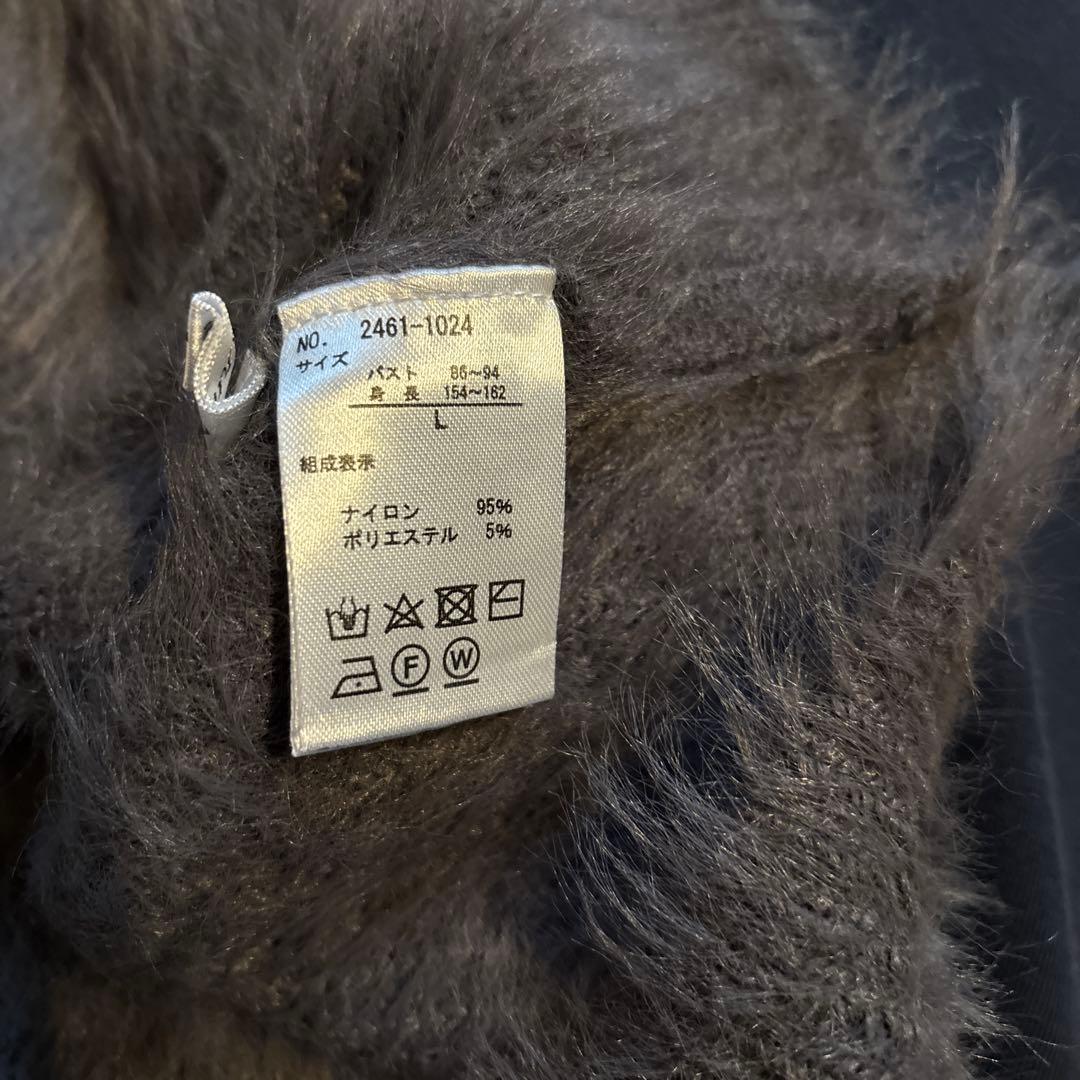 NO. 2461-1024
サイズ
バスト 86～94
身長 154～162
L
組成表示
ナイロン 95%
ポリエステル 5%
F W